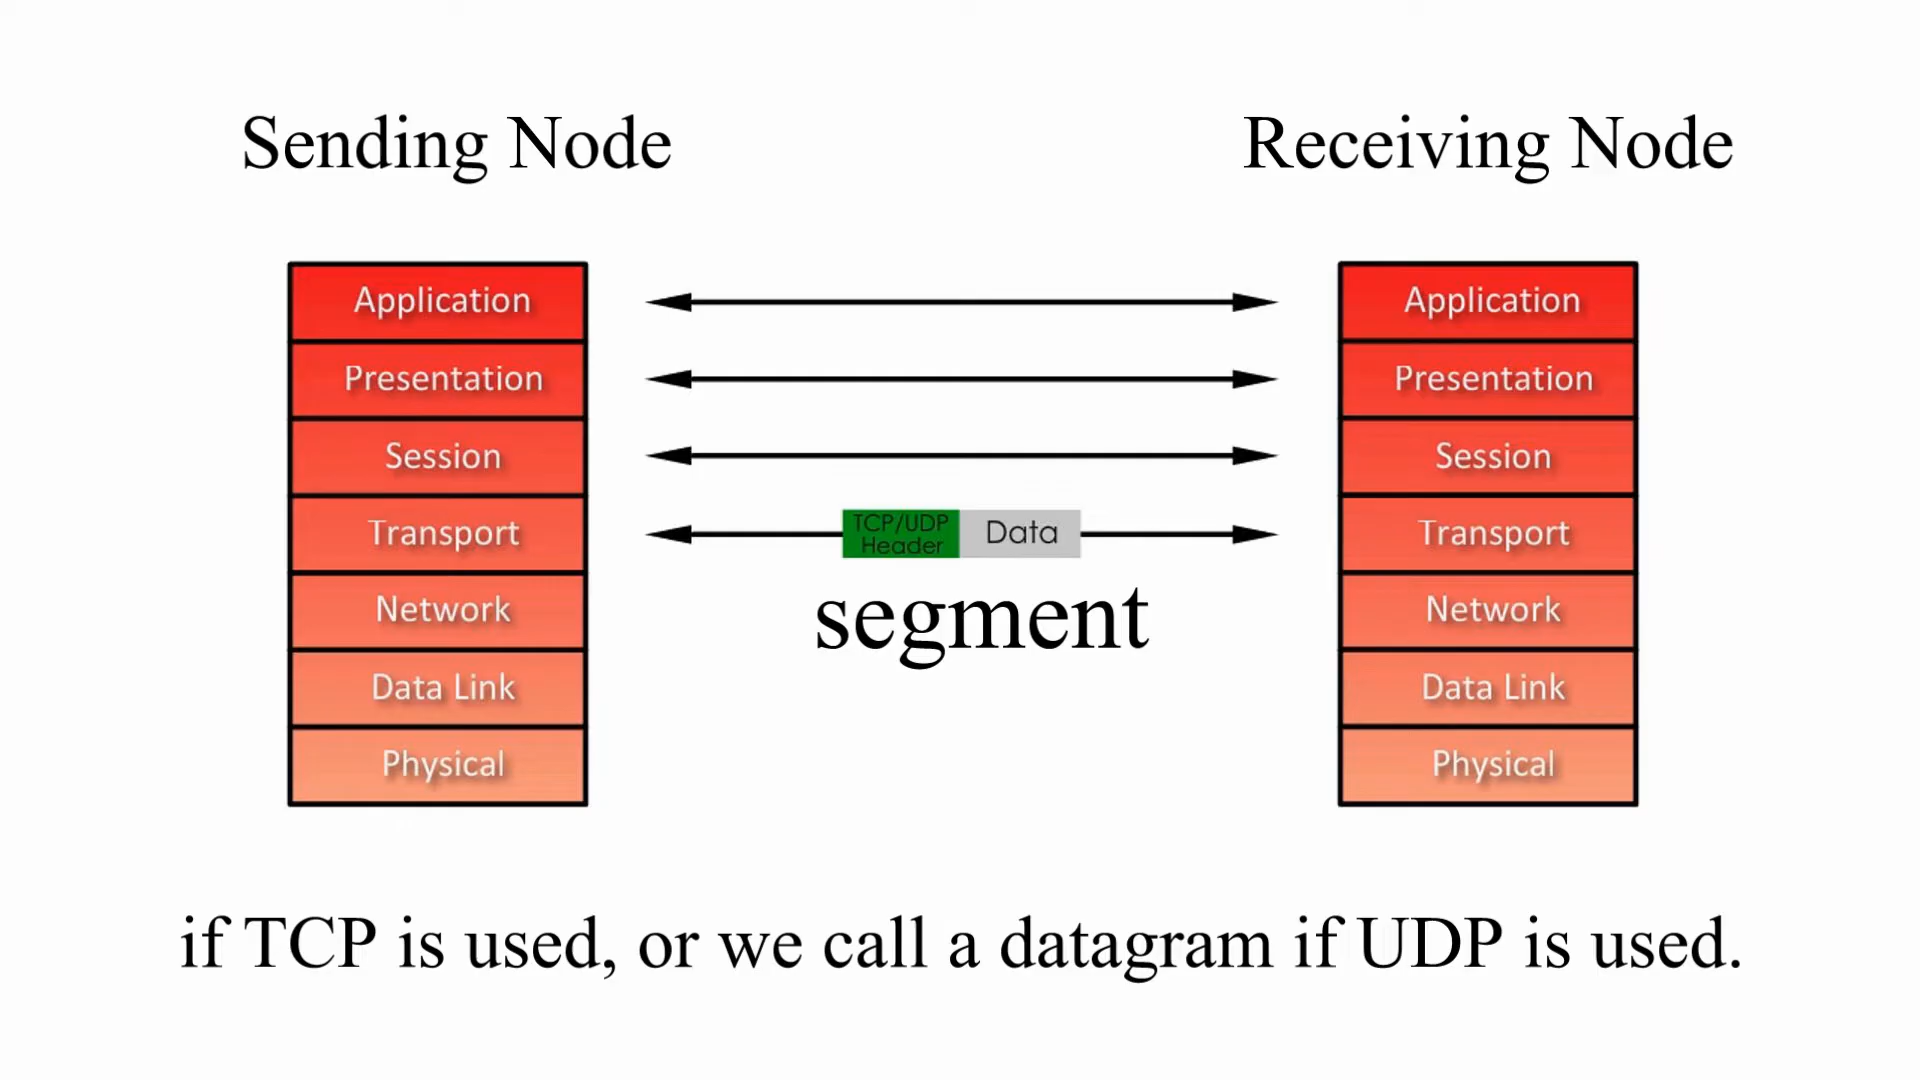 Sending Node
Receiving Node
Application
Presentation
Session
Transport
Network
Data Link
Physical
TCP/UDP
Header
Data
segment
Application
Presentation
Session
Transport
Network
Data Link
Physical
if TCP is used, or we call a datagram if UDP is used.